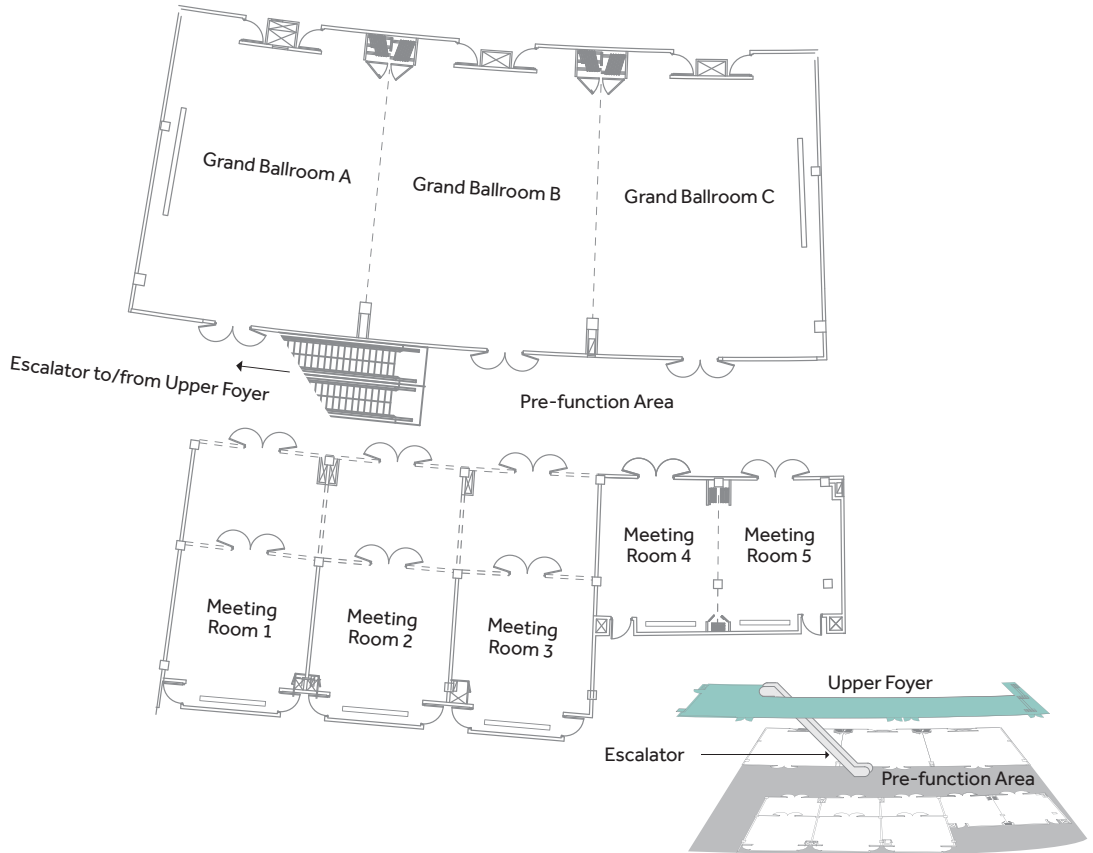 Grand Ballroom A
Grand Ballroom B
Grand Ballroom C
Escalator to/from Upper Foyer
Pre-function Area
Meeting
Room 4
Meeting
Room 5
Meeting
Room 1
Meeting
Room 2
Meeting
Room 3
Upper Foyer
Escalator
Pre-function Area